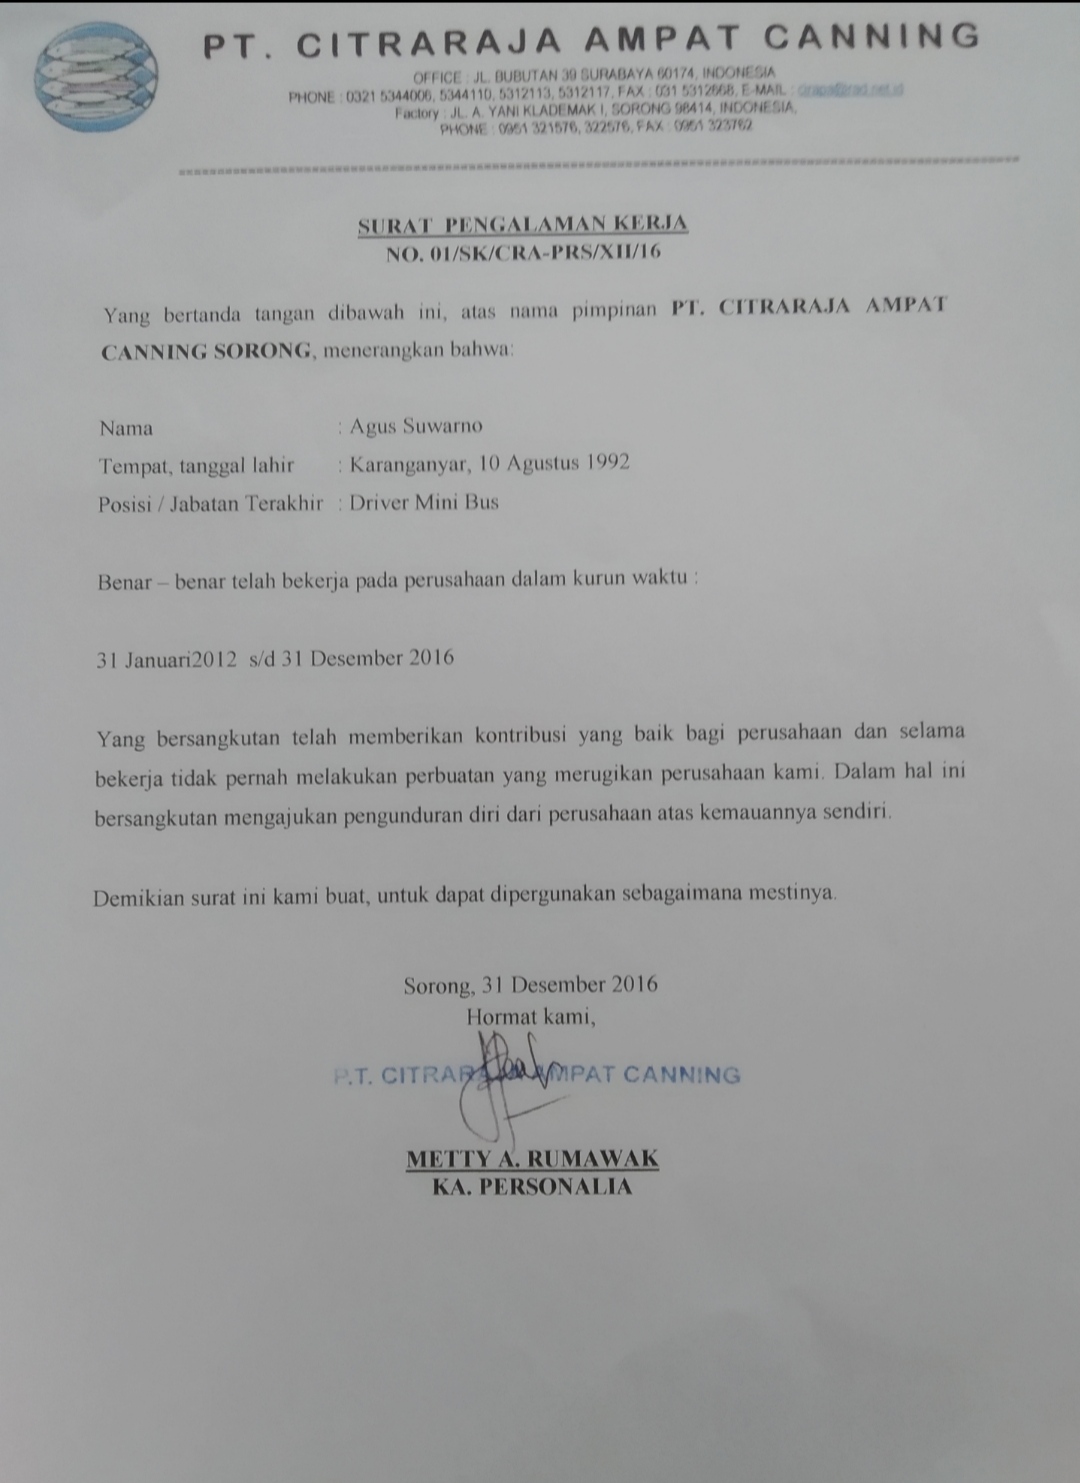 PT. CITRARAJA AMPAT CANNING
OFFICE : JL. BUBUTAN 39 SURABAYA 60174, INDONESIA
PHONE : 0321 5344006, 5344110, 5312113, 5312117, FAX : 031 5312668, E-MAIL :
Factory : JL. A. YANI KLADEMAK I, SORONG 98414, INDONESIA,
PHONE : 0951 321576, 322576, FAX : 0951 323762
SURAT PENGALAMAN KERJA
NO. 01/SK/CRA-PRS/XII/16
Yang bertanda tangan dibawah ini, atas nama pimpinan PT. CITRARAJA AMPAT
CANNING SORONG, menerangkan bahwa:
Nama : Agus Suwarno
Tempat, tanggal lahir : Karanganyar, 10 Agustus 1992
Posisi / Jabatan Terakhir : Driver Mini Bus
Benar – benar telah bekerja pada perusahaan dalam kurun waktu :
31 Januari2012 s/d 31 Desember 2016
Yang bersangkutan telah memberikan kontribusi yang baik bagi perusahaan dan selama
bekerja tidak pernah melakukan perbuatan yang merugikan perusahaan kami. Dalam hal ini
bersangkutan mengajukan pengunduran diri dari perusahaan atas kemauannya sendiri.
Demikian surat ini kami buat, untuk dapat dipergunakan sebagaimana mestinya.
Sorong, 31 Desember 2016
Hormat kami,
P.T. CITRARAJA AMPAT CANNING
METTY A. RUMAWAK
KA. PERSONALIA